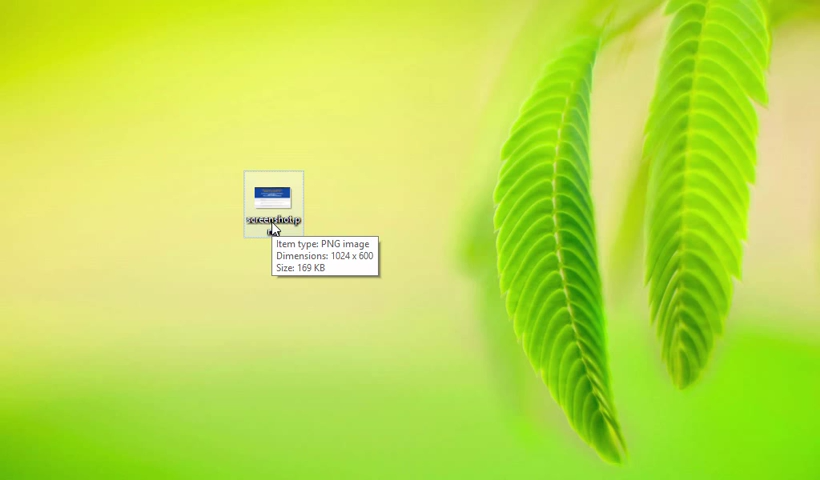 screenshot.p
Item type: PNG image
Dimensions: 1024 x 600
Size: 169 KB